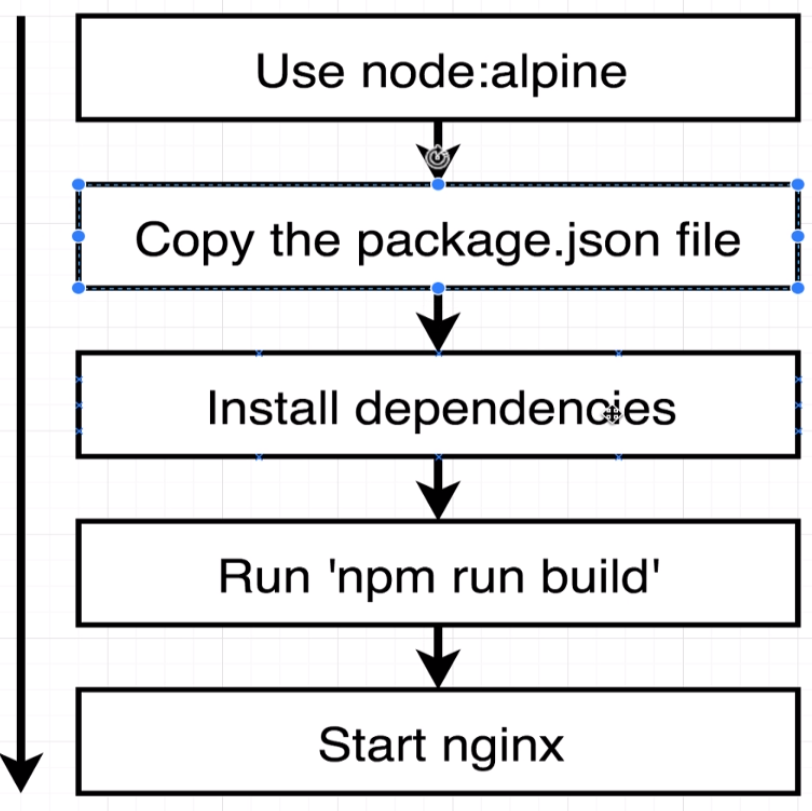 Use node:alpine
Copy the package.json file
Install dependencies
Run 'npm run build'
Start nginx